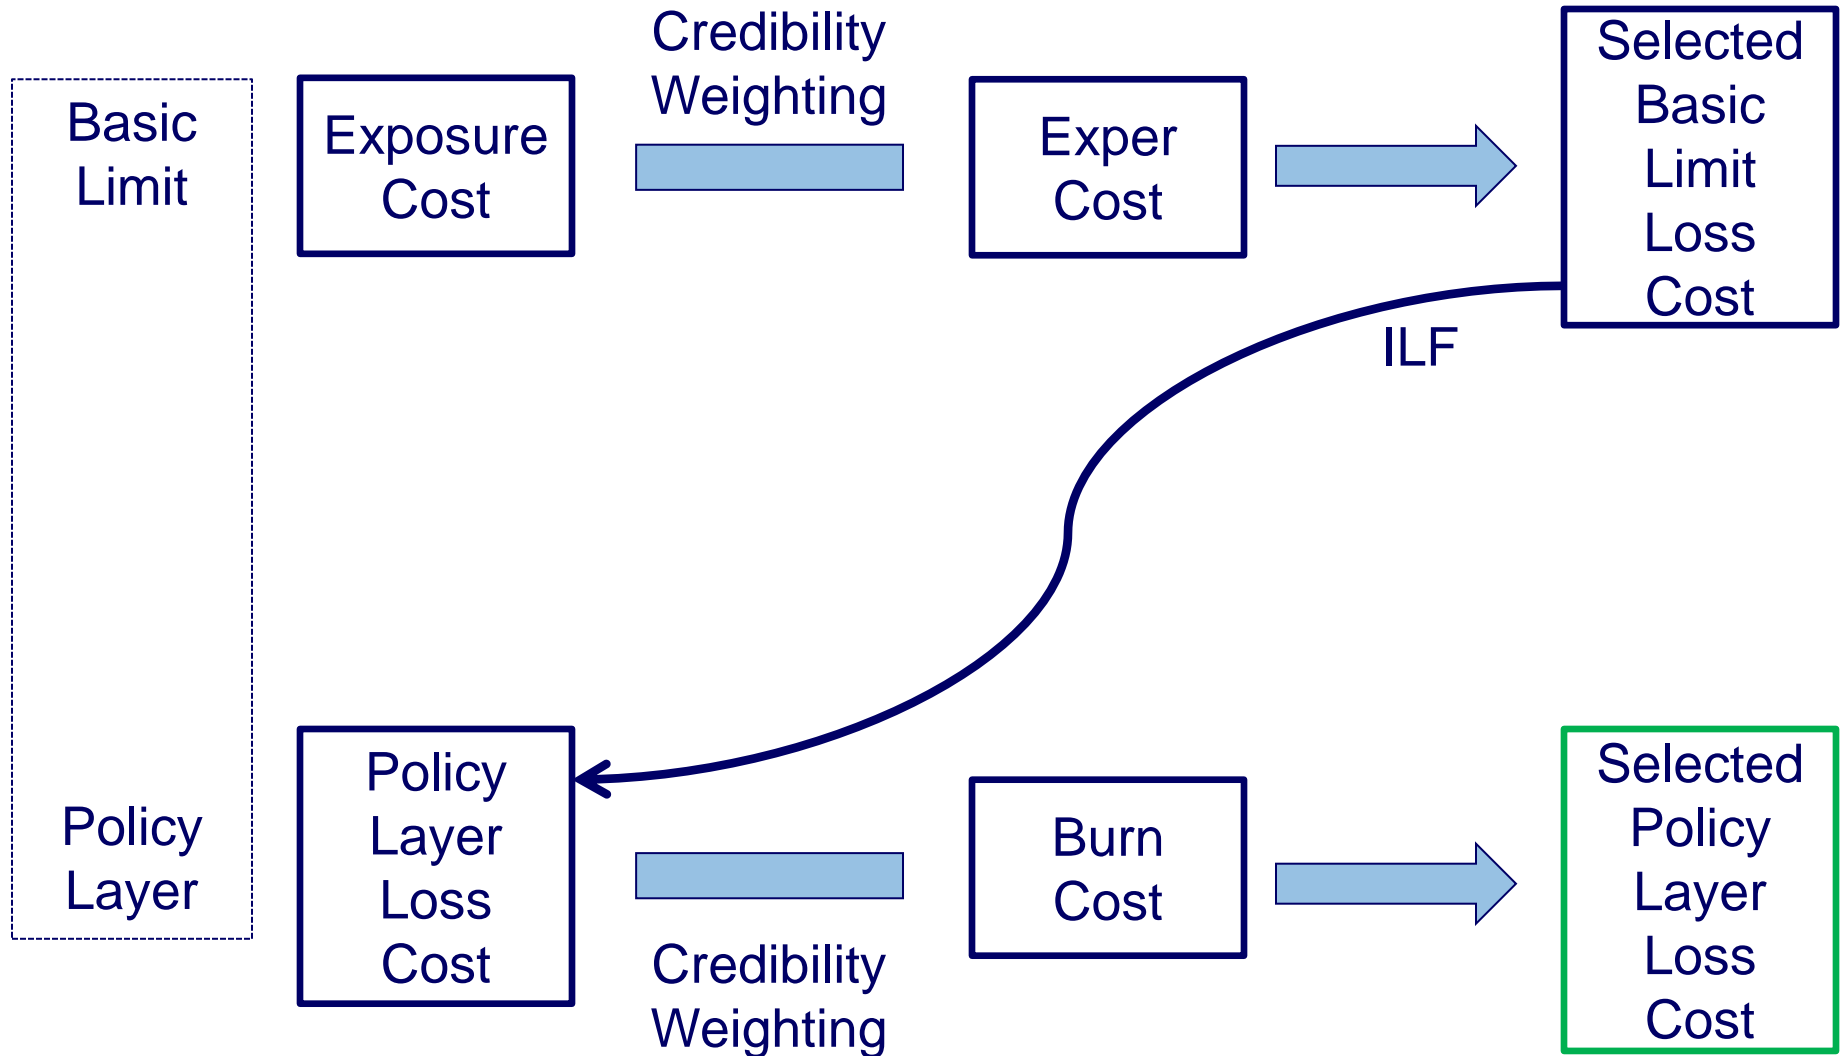 Basic
Limit
Exposure
Cost
Credibility
Weighting
Exper
Cost
Selected
Basic
Limit
Loss
Cost
ILF
Policy
Layer
Policy
Layer
Loss
Cost
Credibility
Weighting
Burn
Cost
Selected
Policy
Layer
Loss
Cost